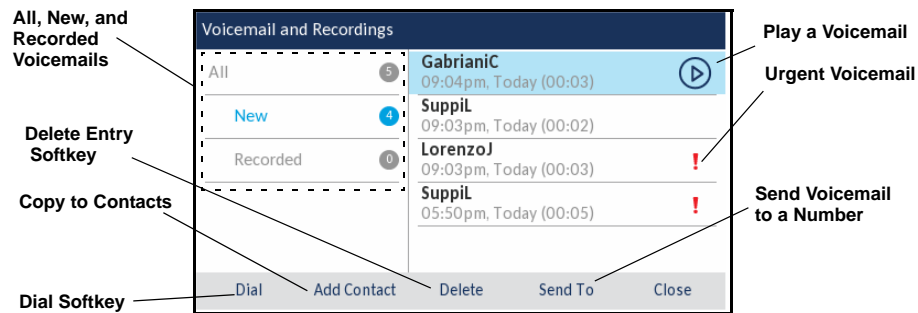 All, New, and
Recorded
Voicemails
Delete Entry
Softkey
Copy to Contacts
Dial Softkey
Voicemail and Recordings
All 5
New 4
Recorded 0
GabrianiC
09:04pm, Today (00:03)
SuppiL
09:03pm, Today (00:02)
LorenzoJ
09:03pm, Today (00:03)
!
SuppiL
05:50pm, Today (00:05)
!
Dial Add Contact Delete Send To Close
Play a Voicemail
Urgent Voicemail
Send Voicemail
to a Number